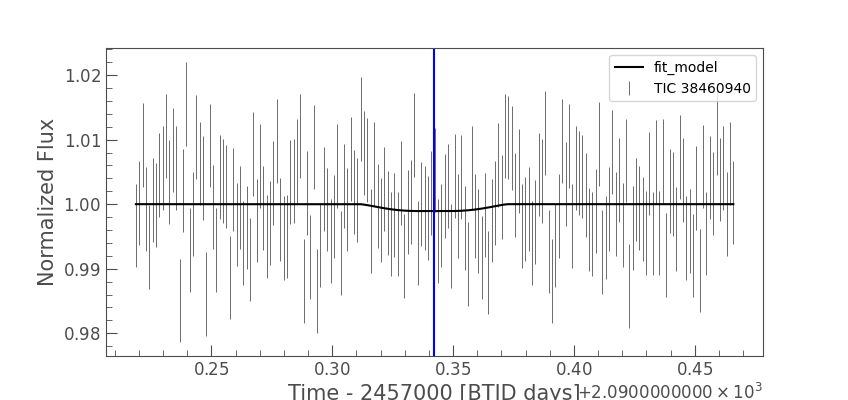 fit_model
TIC 38460940
Normalized Flux
1.02
1.01
1.00
0.99
0.98
0.25
0.30
0.35
0.40
0.45
Time - 2457000 [BTJD days]
+2.0900000000 × 10³